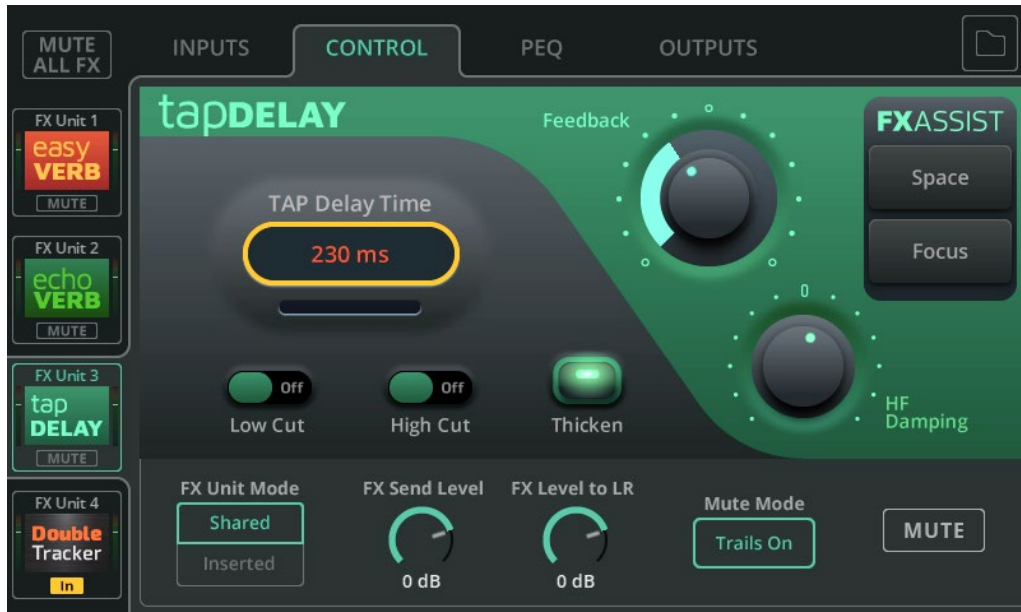 MUTE
ALL FX
INPUTS
CONTROL
PEQ
OUTPUTS
FX Unit 1
easy
VERB
MUTE
FX Unit 2
echo
VERB
MUTE
FX Unit 3
tap
DELAY
MUTE
FX Unit 4
Double
Tracker
In
tapDELAY
TAP Delay Time
230 ms
Feedback
FXASSIST
Space
Focus
0
HF
Damping
Off
Low Cut
Off
High Cut
Thicken
FX Unit Mode
Shared
Inserted
FX Send Level
0 dB
FX Level to LR
0 dB
Mute Mode
Trails On
MUTE